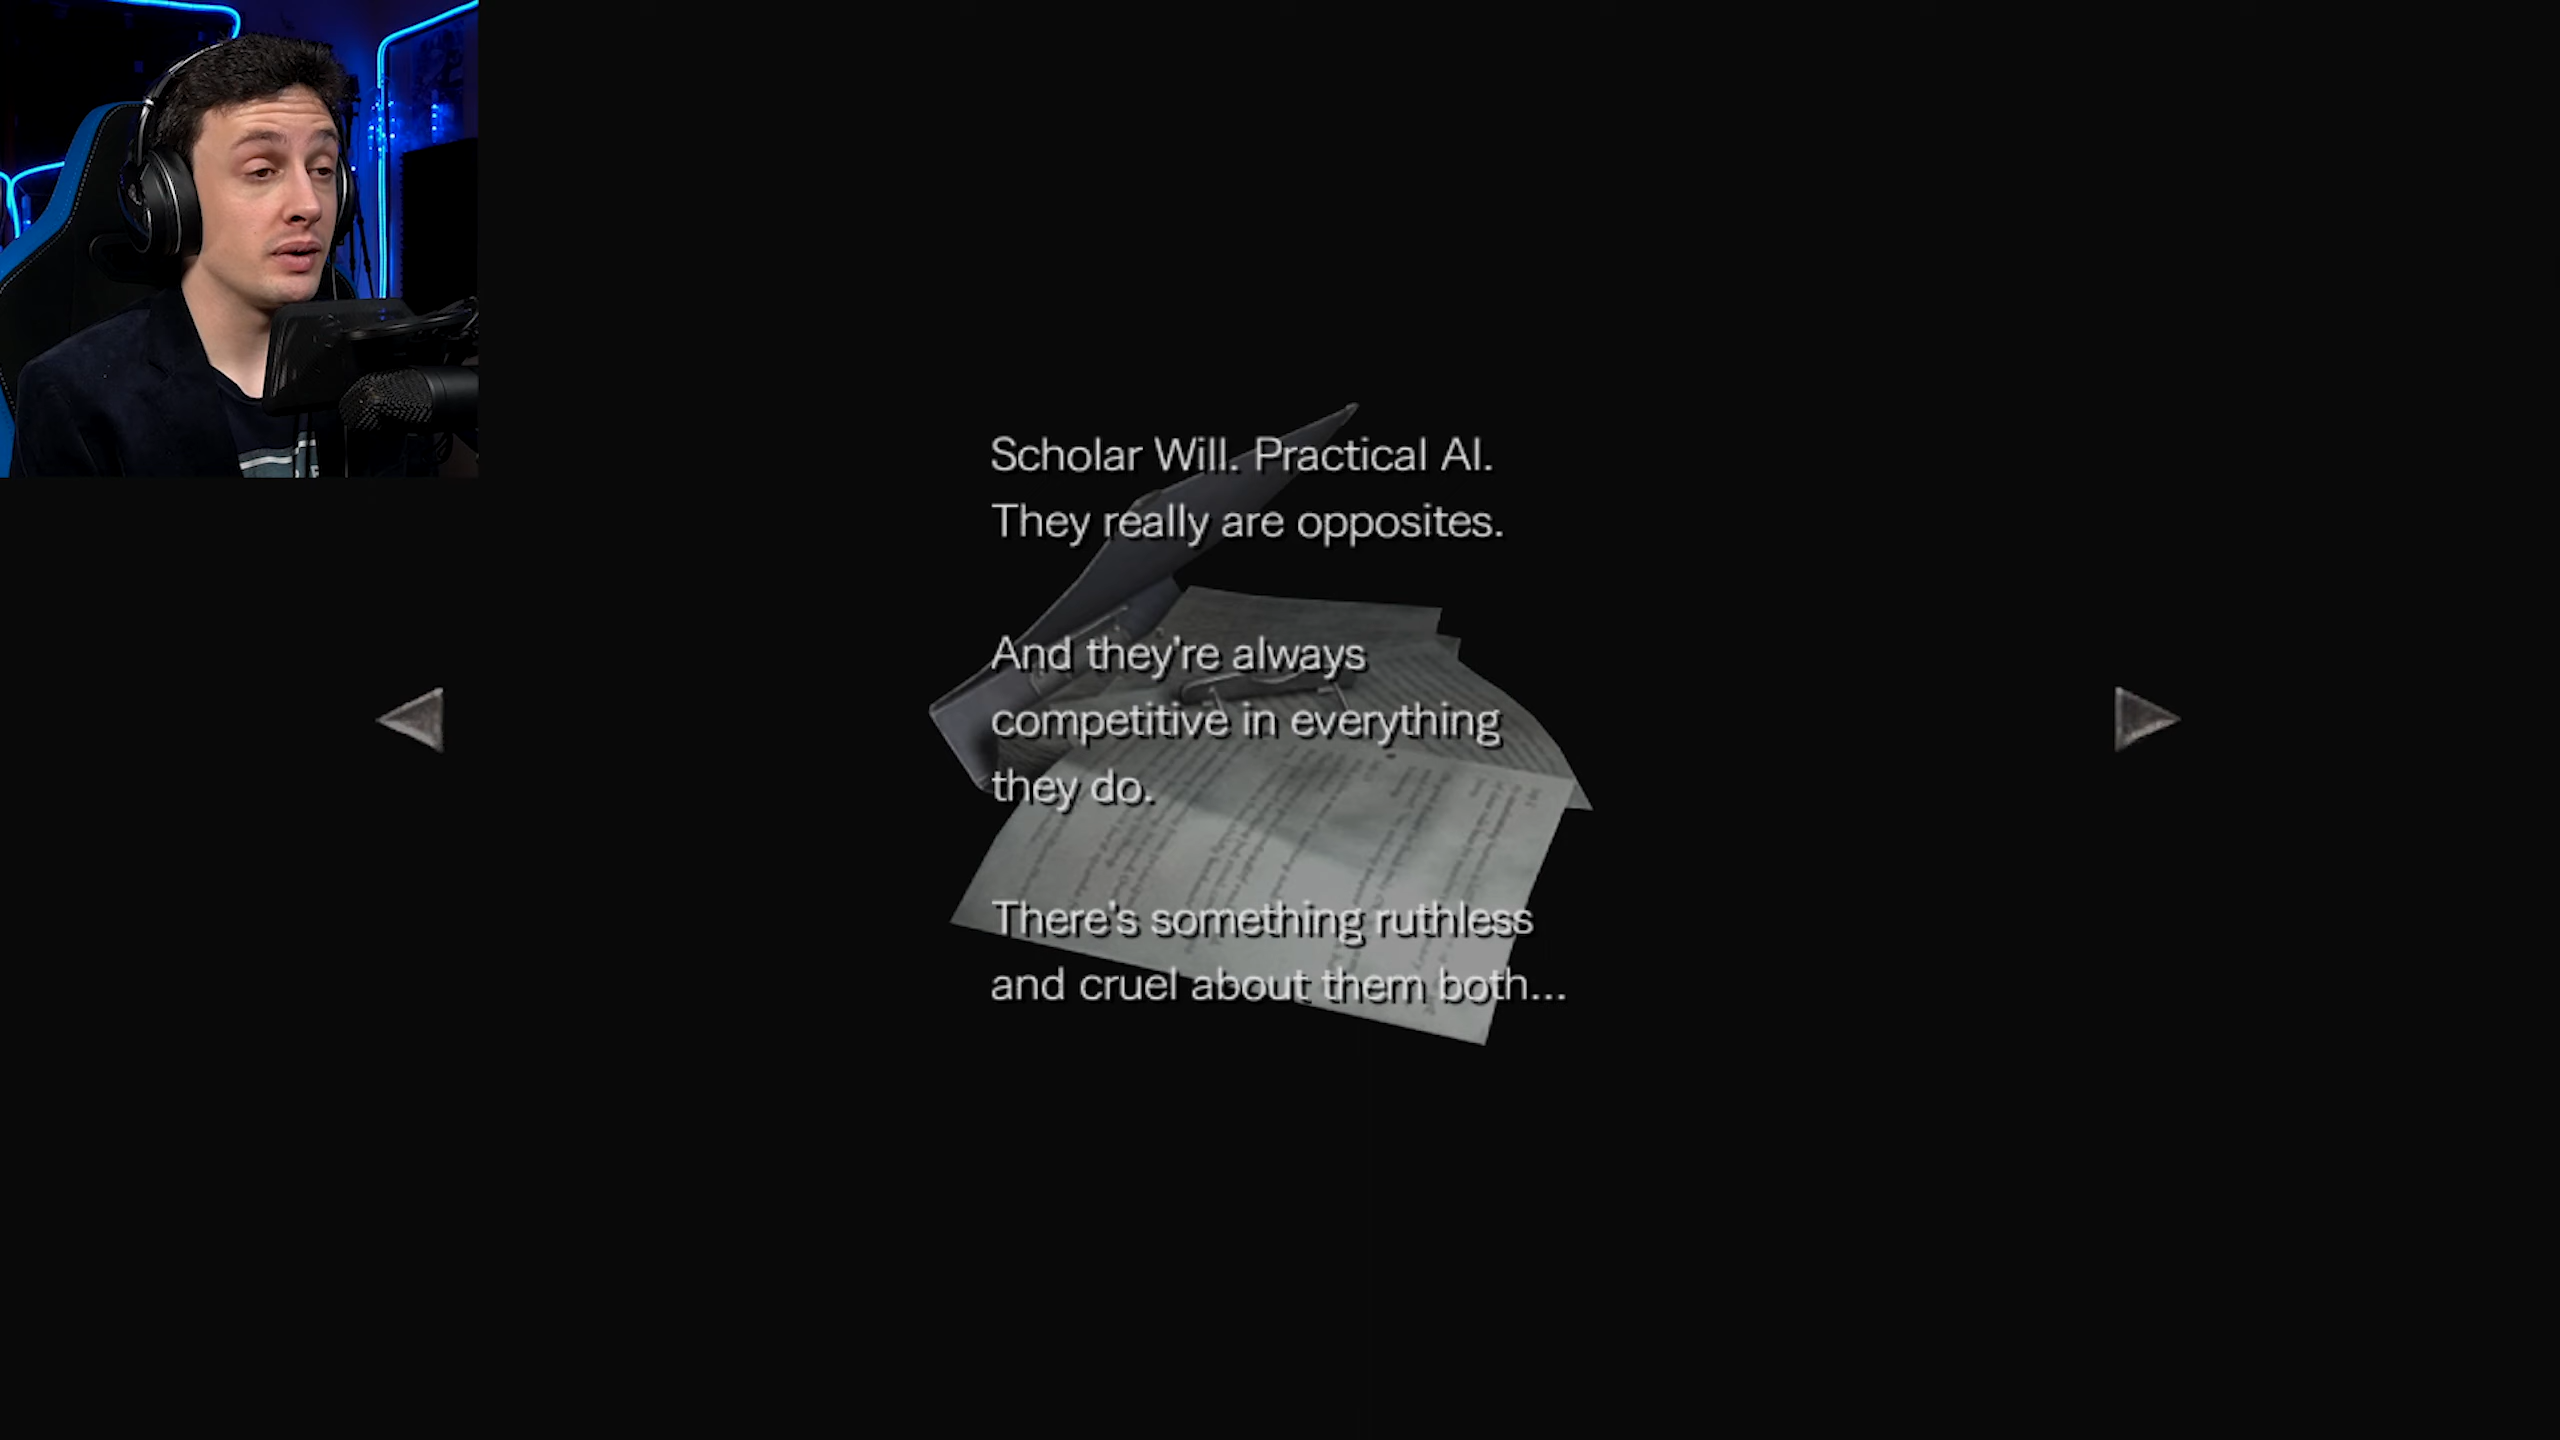 Scholar Will. Practical Al.
They really are opposites.
And they're always
competitive in everything
they do.
There's something ruthless
and cruel about them both...